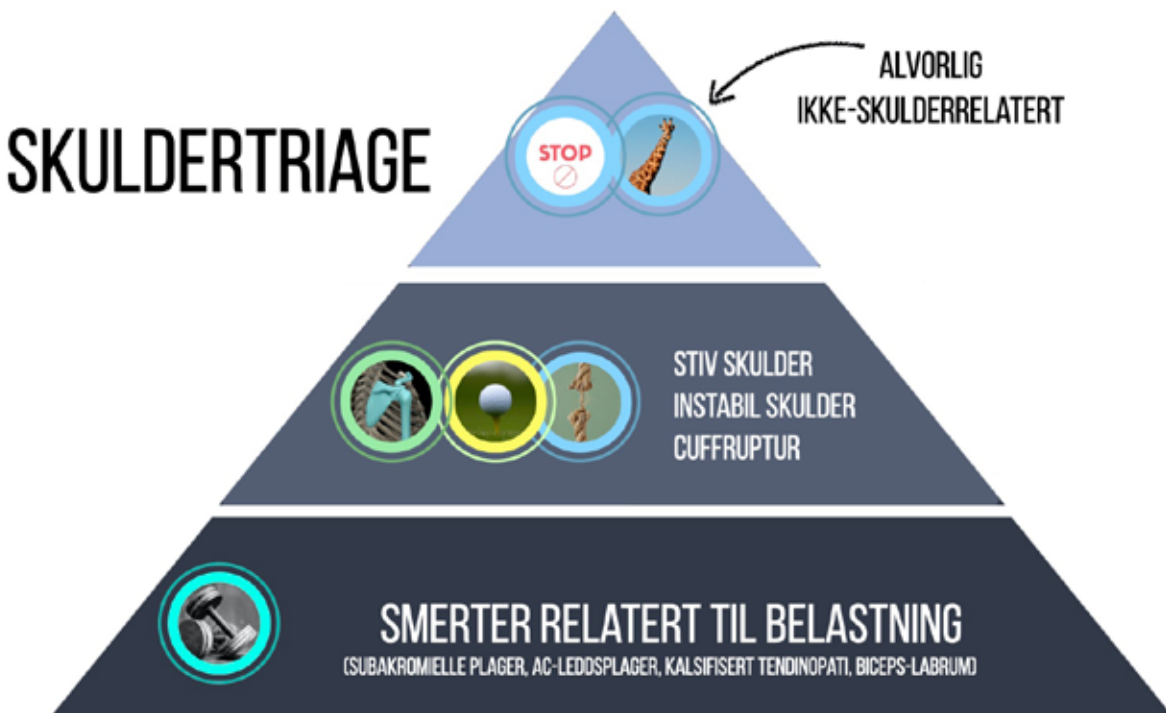 SKULDERTRIAGE
ALVORLIG
IKKE-SKULDERRELATERT
STOP
STIV SKULDER
INSTABIL SKULDER
CUFFRUPTUR
SMERTER RELATERT TIL BELASTNING
(SUBAKROMIELLE PLAGER, AC-LEDDSPLAGER, KALSIFISERT TENDINOPATI, BICEPS-LABRUM)